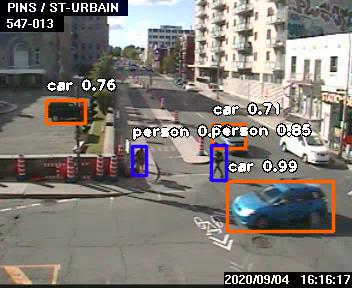 PINS / ST-URBAIN
547-013
car 0.76
car 0.71
person 0.
person 0.85
car 0.99
2020/09/04 16:16:17